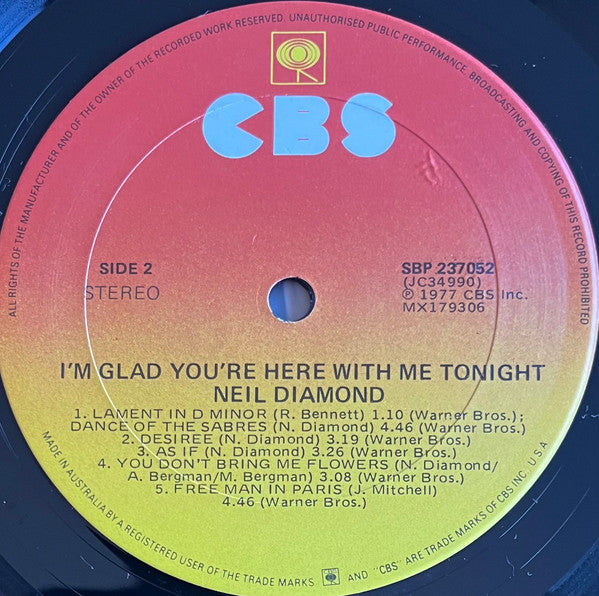 ALL RIGHTS OF THE MANUFACTURER AND OF THE OWNER OF THE RECORDED WORK RESERVED. UNAUTHORISED PUBLIC PERFORMANCE, BROADCASTING AND COPYING OF THIS RECORD PROHIBITED
CBS
SIDE 2
STEREO
SBP 237052
(JC34990)
℗ 1977 CBS Inc.
MX179306
I'M GLAD YOU'RE HERE WITH ME TONIGHT
NEIL DIAMOND
1. LAMENT IN D MINOR (R. Bennett) 1.10 (Warner Bros.);
DANCE OF THE SABRES (N. Diamond) 4.46 (Warner Bros.)
2. DESIREE (N. Diamond) 3.19 (Warner Bros.)
3. AS IF (N. Diamond) 3.26 (Warner Bros.)
4. YOU DON'T BRING ME FLOWERS (N. Diamond/
A. Bergman/M. Bergman) 3.08 (Warner Bros.)
5. FREE MAN IN PARIS (J. Mitchell)
4.46 (Warner Bros.)
MADE IN AUSTRALIA BY A REGISTERED USER OF THE TRADE MARKS AND "CBS" ARE TRADE MARKS OF CBS INC. U S A